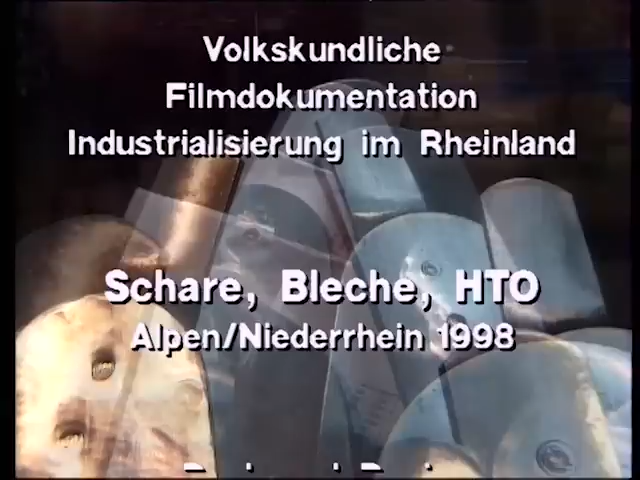 Volkskundliche
Filmdokumentation
Industrialisierung im Rheinland
Schare, Bleche, HTO
Alpen/Niederrhein 1998